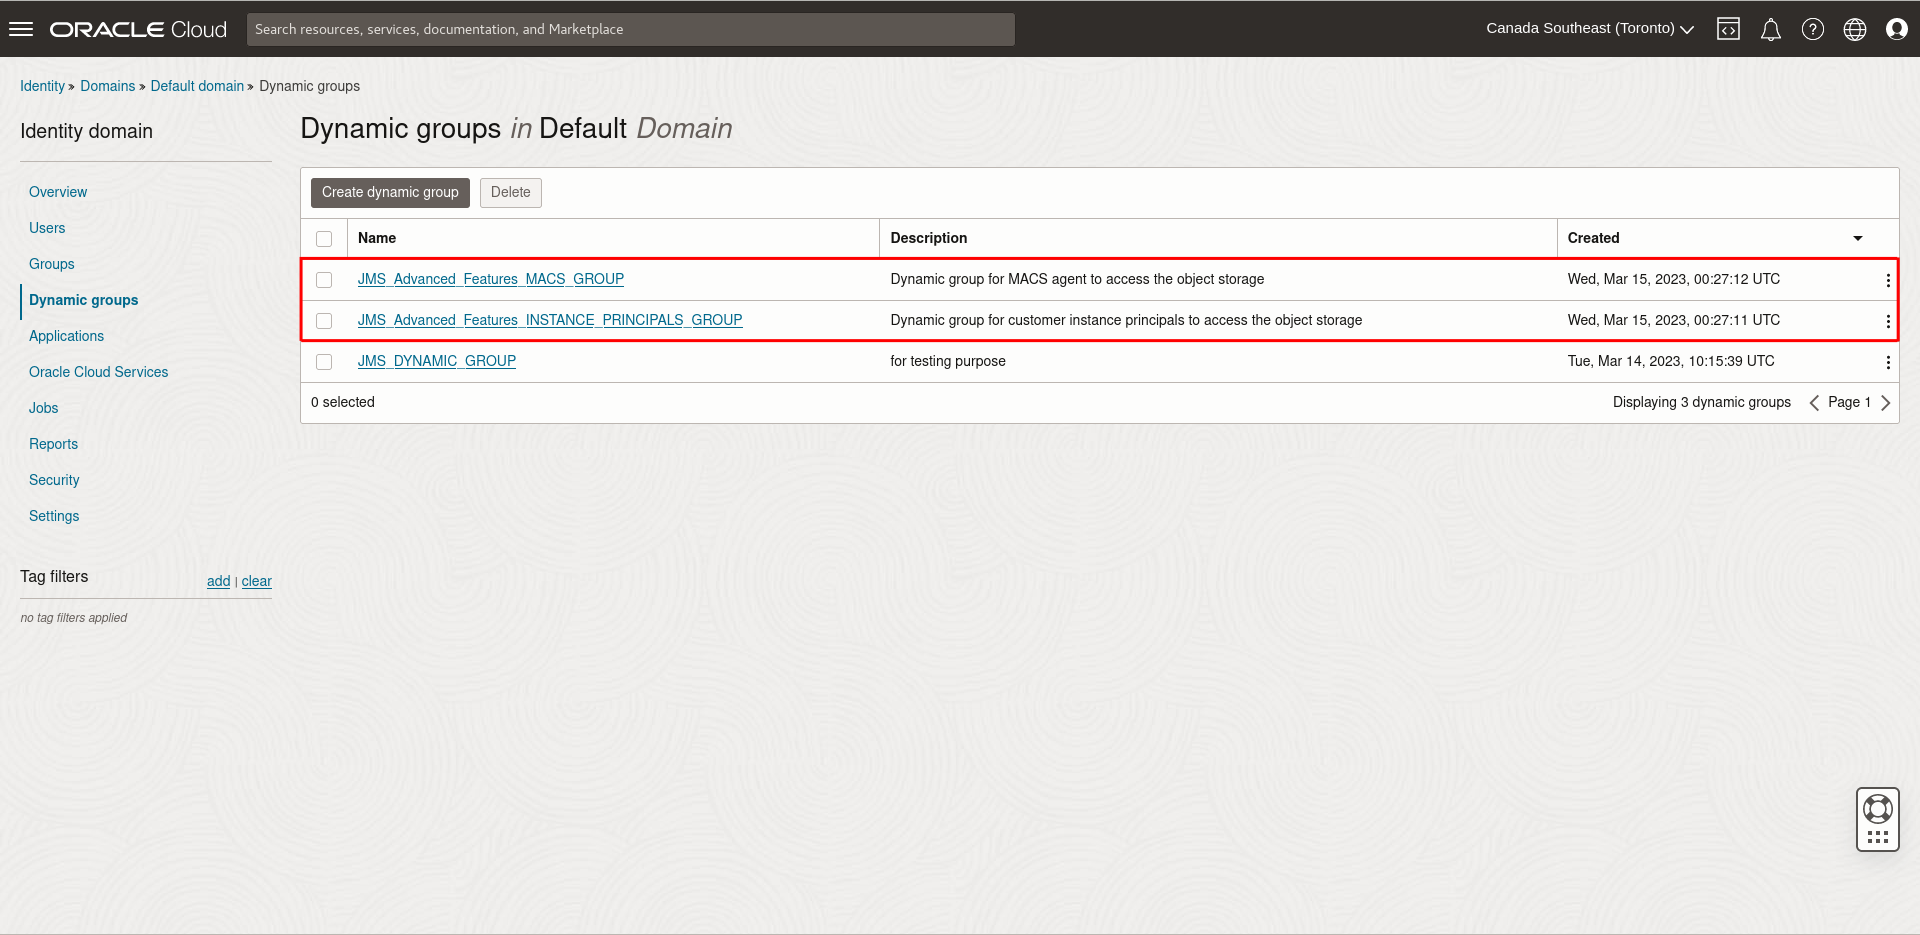 ORACLE Cloud
Search resources, services, documentation, and Marketplace
Canada Southeast (Toronto)
Identity » Domains » Default domain » Dynamic groups
Identity domain
Overview
Users
Groups
Dynamic groups
Applications
Oracle Cloud Services
Jobs
Reports
Security
Settings
Tag filters
add | clear
no tag filters applied
Dynamic groups in Default Domain
Create dynamic group Delete
Name Description Created
JMS_Advanced_Features_MACS_GROUP Dynamic group for MACS agent to access the object storage Wed, Mar 15, 2023, 00:27:12 UTC
JMS_Advanced_Features_INSTANCE_PRINCIPALS_GROUP Dynamic group for customer instance principals to access the object storage Wed, Mar 15, 2023, 00:27:11 UTC
JMS_DYNAMIC_GROUP for testing purpose Tue, Mar 14, 2023, 10:15:39 UTC
0 selected Displaying 3 dynamic groups Page 1